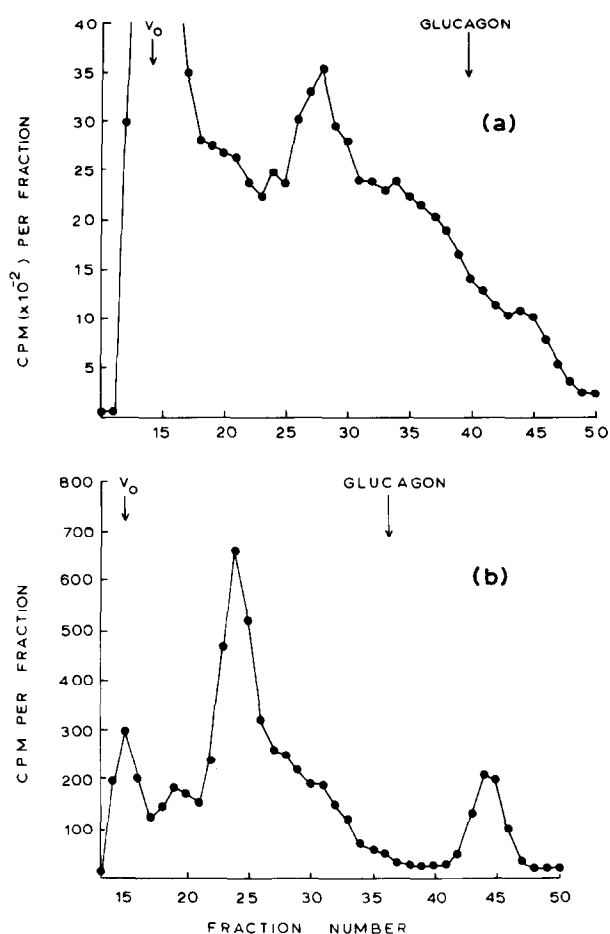 40
V₀
GLUCAGON
35
(a)
30
25
20
15
10
5
CPM (x10⁻²) PER FRACTION
15 20 25 30 35 40 45 50
800
V₀
GLUCAGON
700
(b)
600
500
400
300
200
100
CPM PER FRACTION
15 20 25 30 35 40 45 50
FRACTION NUMBER